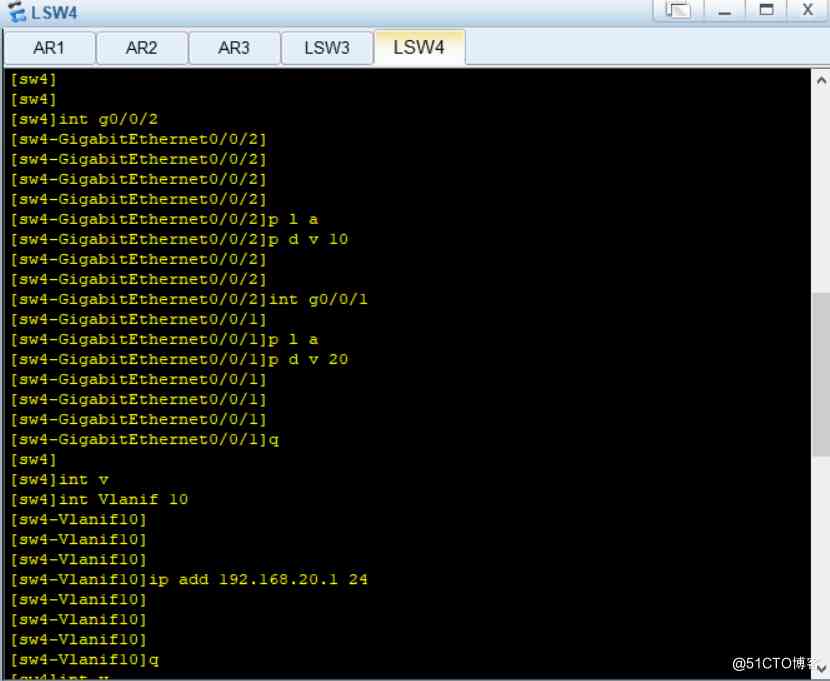 LSW4
AR1 AR2 AR3 LSW3 LSW4
[sw4]
[sw4]
[sw4]int g0/0/2
[sw4-GigabitEthernet0/0/2]
[sw4-GigabitEthernet0/0/2]
[sw4-GigabitEthernet0/0/2]
[sw4-GigabitEthernet0/0/2]
[sw4-GigabitEthernet0/0/2]p l a
[sw4-GigabitEthernet0/0/2]p d v 10
[sw4-GigabitEthernet0/0/2]
[sw4-GigabitEthernet0/0/2]
[sw4-GigabitEthernet0/0/2]int g0/0/1
[sw4-GigabitEthernet0/0/1]
[sw4-GigabitEthernet0/0/1]p l a
[sw4-GigabitEthernet0/0/1]p d v 20
[sw4-GigabitEthernet0/0/1]
[sw4-GigabitEthernet0/0/1]
[sw4-GigabitEthernet0/0/1]
[sw4-GigabitEthernet0/0/1]q
[sw4]
[sw4]int v
[sw4]int Vlanif 10
[sw4-Vlanif10]
[sw4-Vlanif10]
[sw4-Vlanif10]
[sw4-Vlanif10]ip add 192.168.20.1 24
[sw4-Vlanif10]
[sw4-Vlanif10]
[sw4-Vlanif10]
[sw4-Vlanif10]q
[sw4]int v
@51CTO博客